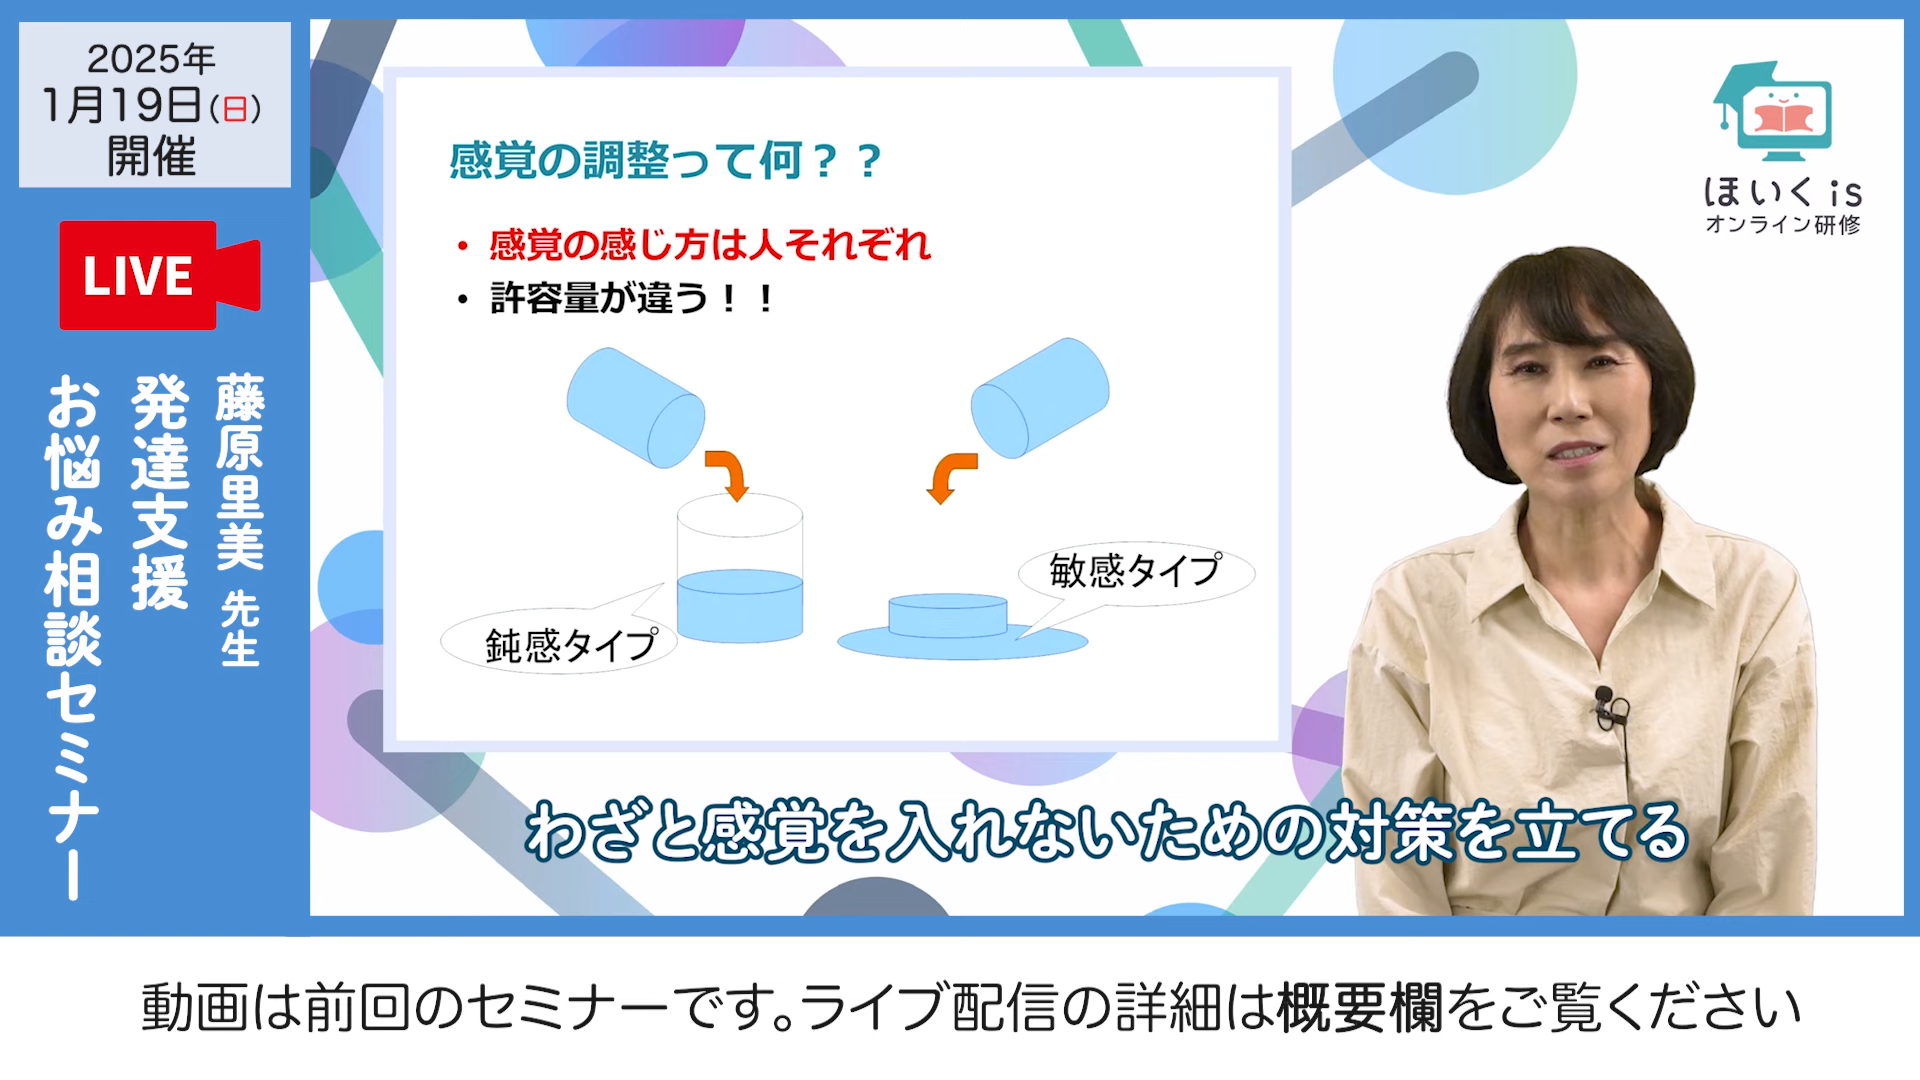 2025年
1月19日(日)
開催
LIVE
藤原里美 先生
発達支援
お悩み相談セミナー
感覚の調整って何？？
• 感覚の感じ方は人それぞれ
• 許容量が違う！！
鈍感タイプ
敏感タイプ
ほいくis
オンライン研修
わざと感覚を入れないための対策を立てる
動画は前回のセミナーです。ライブ配信の詳細は概要欄をご覧ください